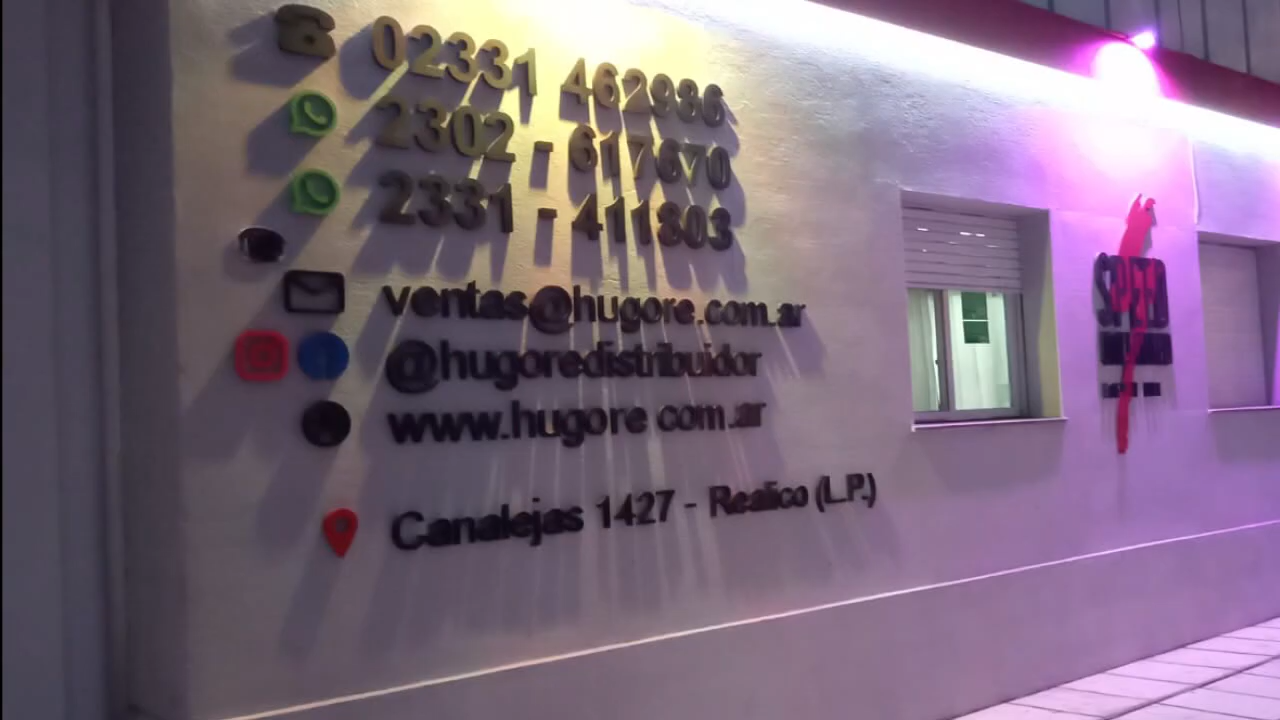 02331 462986
2302 - 617670
2331 - 411803
ventas@hugore.com.ar
@hugoredistribuidor
www.hugore.com.ar
Canalejas 1427 - Realico (L.P.)